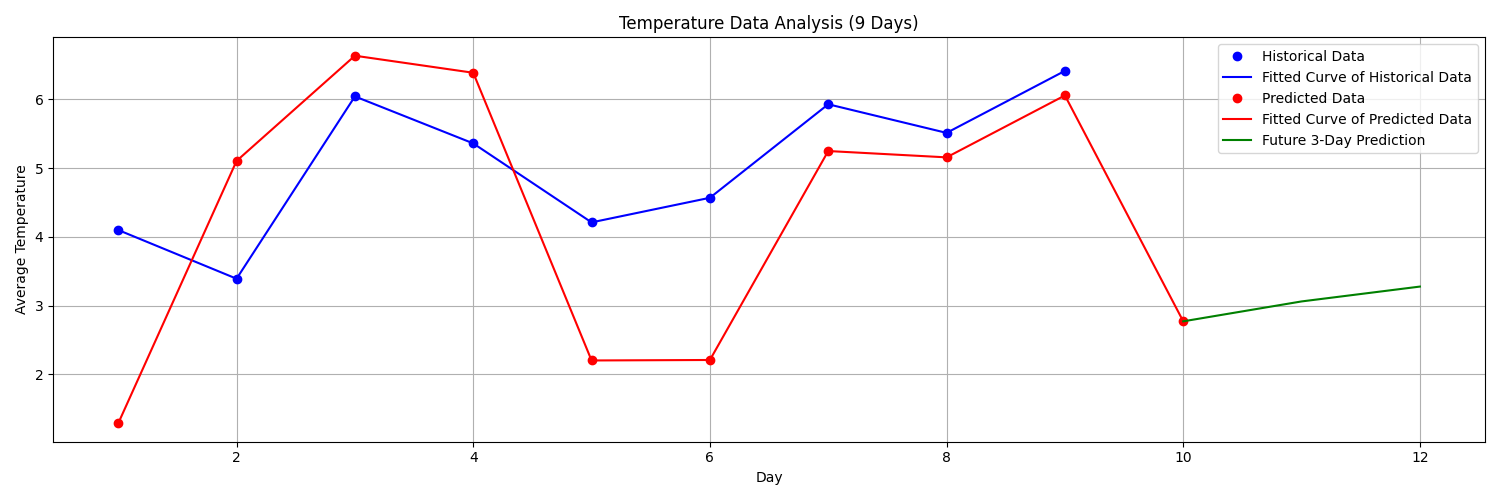 Temperature Data Analysis (9 Days)
Historical Data
Fitted Curve of Historical Data
Predicted Data
Fitted Curve of Predicted Data
Future 3-Day Prediction
Average Temperature
6
5
4
3
2
2 4 6 8 10 12
Day